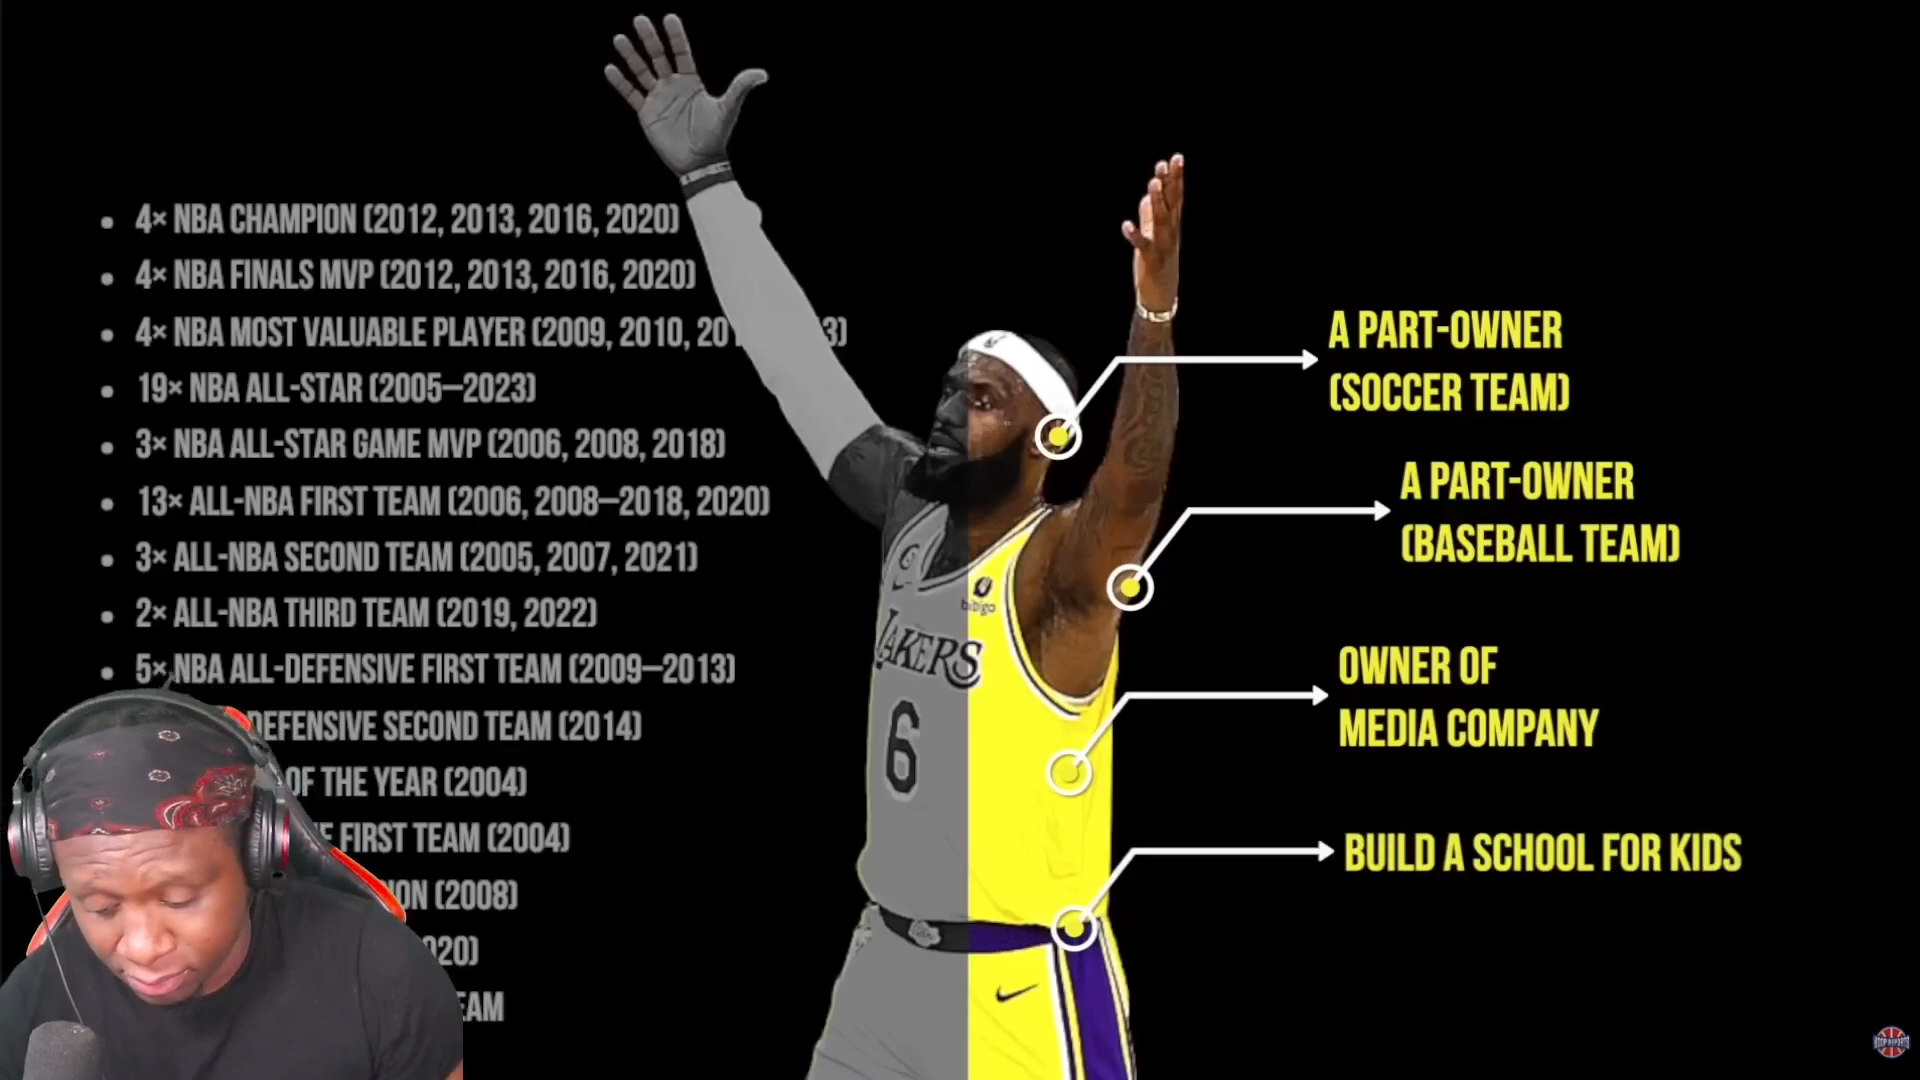 4× NBA CHAMPION (2012, 2013, 2016, 2020)
4× NBA FINALS MVP (2012, 2013, 2016, 2020)
4× NBA MOST VALUABLE PLAYER (2009, 2010, 20 3)
19× NBA ALL-STAR (2005–2023)
3× NBA ALL-STAR GAME MVP (2006, 2008, 2018)
13× ALL-NBA FIRST TEAM (2006, 2008–2018, 2020)
3× ALL-NBA SECOND TEAM (2005, 2007, 2021)
2× ALL-NBA THIRD TEAM (2019, 2022)
5× NBA ALL-DEFENSIVE FIRST TEAM (2009–2013)
DEFENSIVE SECOND TEAM (2014)
OF THE YEAR (2004)
FIRST TEAM (2004)
(2008)
A PART-OWNER
(SOCCER TEAM)
A PART-OWNER
(BASEBALL TEAM)
OWNER OF
MEDIA COMPANY
BUILD A SCHOOL FOR KIDS
bibigo
LAKERS
6
HOOP REPORTS